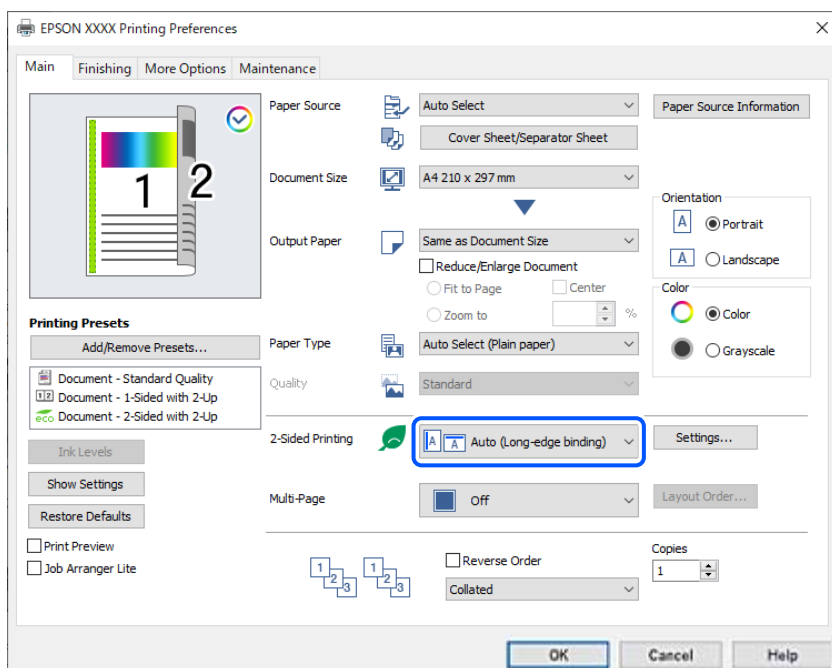 EPSON XXXX Printing Preferences
Main Finishing More Options Maintenance
1 2
Paper Source Auto Select Paper Source Information
Cover Sheet/Separator Sheet
Document Size A4 210 x 297 mm
Orientation
A Portrait
A Landscape
Output Paper Same as Document Size
Reduce/Enlarge Document
Fit to Page Center
Zoom to %
Color
Color
Grayscale
Printing Presets
Add/Remove Presets...
Document - Standard Quality
12 Document - 1-Sided with 2-Up
eco Document - 2-Sided with 2-Up
Paper Type Auto Select (Plain paper)
Quality Standard
2-Sided Printing A A Auto (Long-edge binding) Settings...
Ink Levels
Show Settings
Restore Defaults
Multi-Page Off Layout Order...
Print Preview
Job Arranger Lite
1 2 3 1 2 3
Reverse Order
Collated
Copies
1
OK Cancel Help